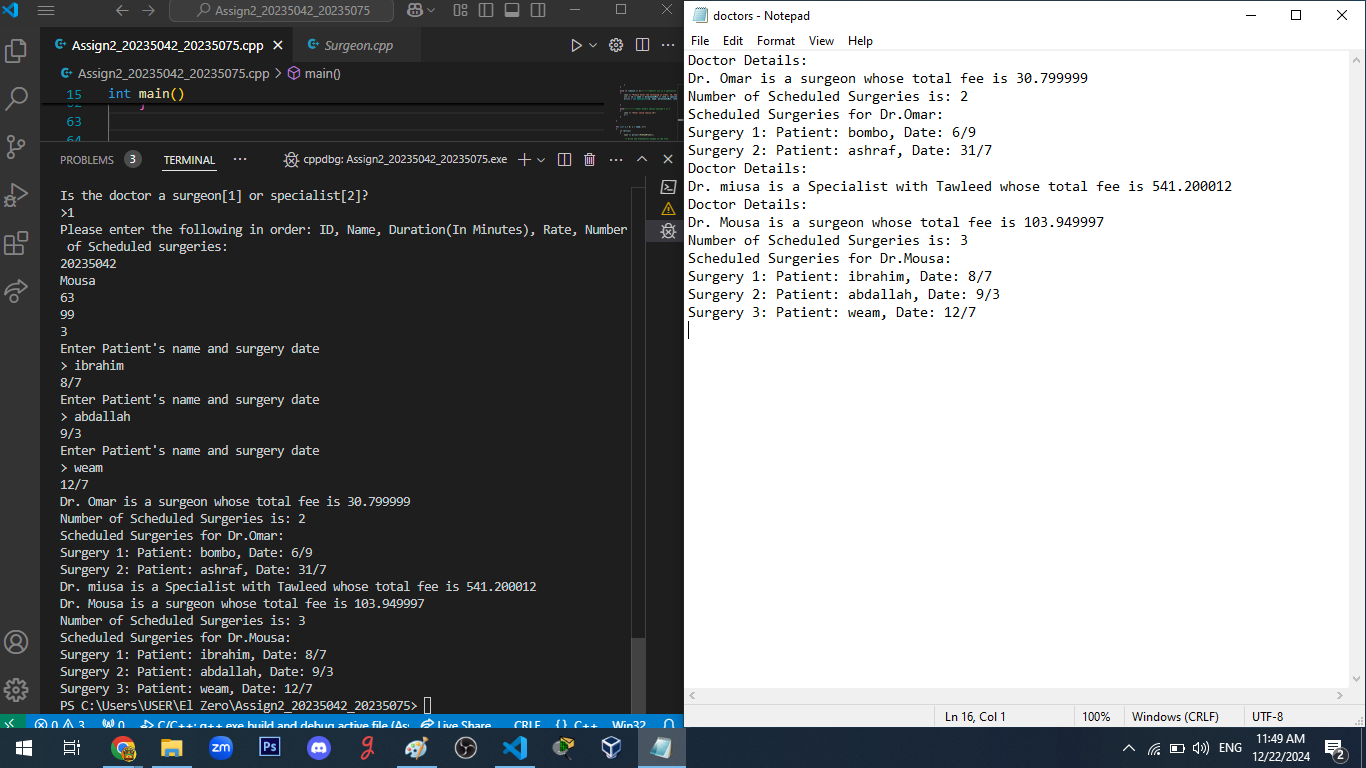 Assign2_20235042_20235075
Assign2_20235042_20235075.cpp
Surgeon.cpp
Assign2_20235042_20235075.cpp > main()
15 int main()
63
PROBLEMS 3 TERMINAL
cppdbg: Assign2_20235042_20235075.exe
Is the doctor a surgeon[1] or specialist[2]?
>1
Please enter the following in order: ID, Name, Duration(In Minutes), Rate, Number
of Scheduled surgeries:
20235042
Mousa
63
99
3
Enter Patient's name and surgery date
> ibrahim
8/7
Enter Patient's name and surgery date
> abdallah
9/3
Enter Patient's name and surgery date
> weam
12/7
Dr. Omar is a surgeon whose total fee is 30.799999
Number of Scheduled Surgeries is: 2
Scheduled Surgeries for Dr.Omar:
Surgery 1: Patient: bombo, Date: 6/9
Surgery 2: Patient: ashraf, Date: 31/7
Dr. miusa is a Specialist with Tawleed whose total fee is 541.200012
Dr. Mousa is a surgeon whose total fee is 103.949997
Number of Scheduled Surgeries is: 3
Scheduled Surgeries for Dr.Mousa:
Surgery 1: Patient: ibrahim, Date: 8/7
Surgery 2: Patient: abdallah, Date: 9/3
Surgery 3: Patient: weam, Date: 12/7
PS C:\Users\USER\El Zero\Assign2_20235042_20235075>
0 3 0 C/C++: g++.exe build and debug active file Live Share CRLF {} C++ Win32
doctors - Notepad
File Edit Format View Help
Doctor Details:
Dr. Omar is a surgeon whose total fee is 30.799999
Number of Scheduled Surgeries is: 2
Scheduled Surgeries for Dr.Omar:
Surgery 1: Patient: bombo, Date: 6/9
Surgery 2: Patient: ashraf, Date: 31/7
Doctor Details:
Dr. miusa is a Specialist with Tawleed whose total fee is 541.200012
Doctor Details:
Dr. Mousa is a surgeon whose total fee is 103.949997
Number of Scheduled Surgeries is: 3
Scheduled Surgeries for Dr.Mousa:
Surgery 1: Patient: ibrahim, Date: 8/7
Surgery 2: Patient: abdallah, Date: 9/3
Surgery 3: Patient: weam, Date: 12/7
Ln 16, Col 1 100% Windows (CRLF) UTF-8
zm
Ps
ENG
11:49 AM
12/22/2024
2